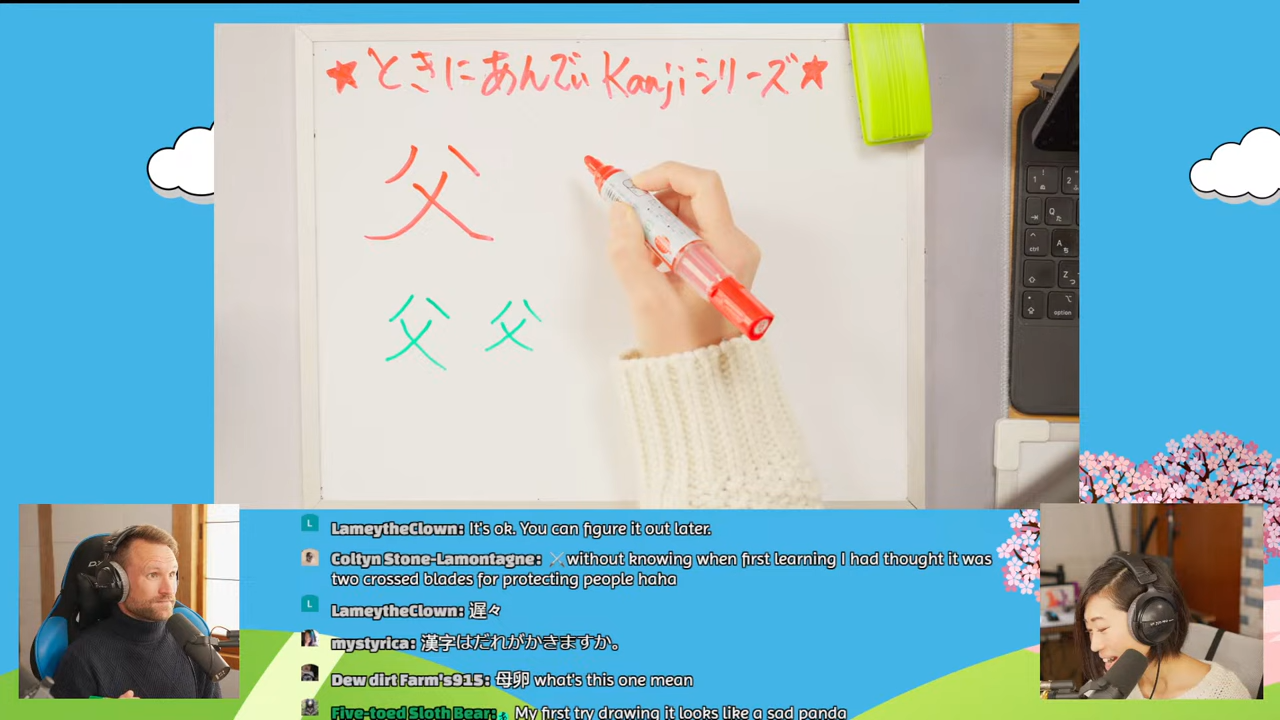 ★ときにあんでぃKanjiシリーズ★
父
父 父
LameytheClown: It's ok. You can figure it out later.
Coltyn Stone-Lamontagne: ⚔without knowing when first learning I had thought it was
two crossed blades for protecting people haha
LameytheClown: 遅々
mystyrica: 漢字はだれがかきますか。
Dew dirt Farm's915: 母卵 what's this one mean
Five-toed Sloth Bear: My first try drawing it looks like a sad panda